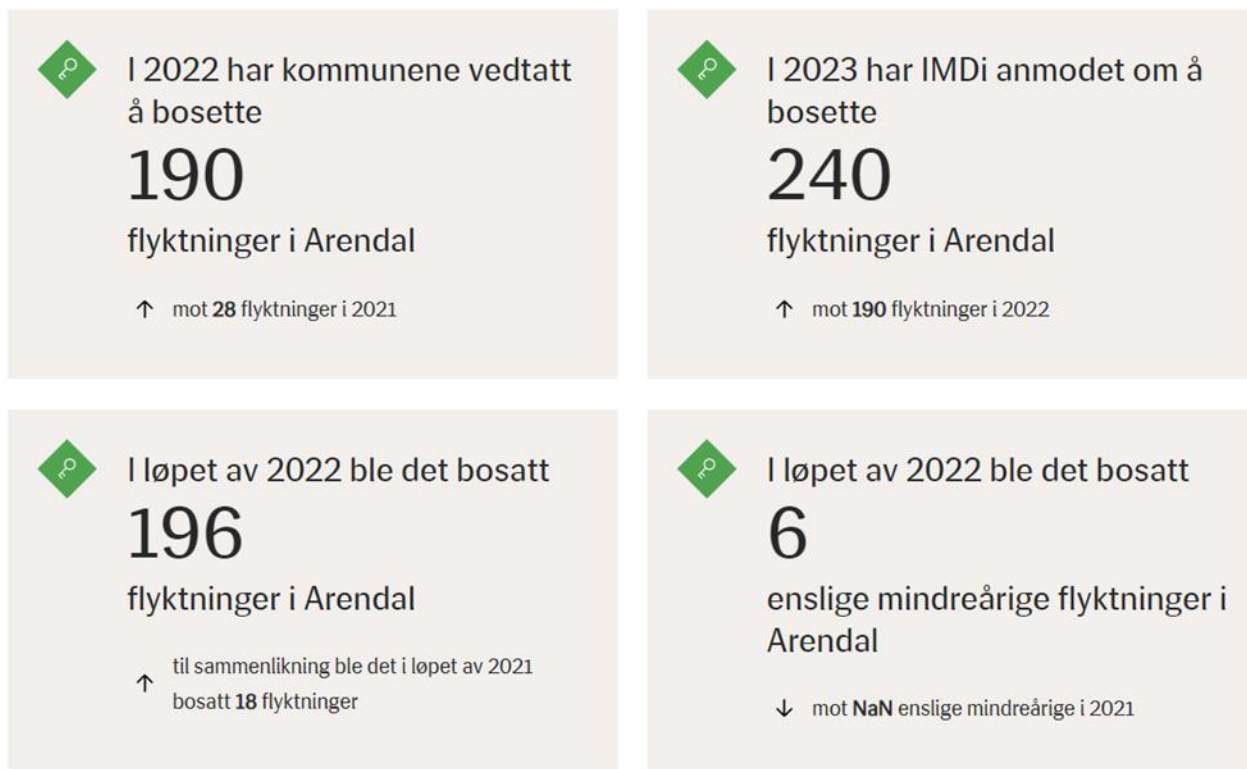 I 2022 har kommunene vedtatt
å bosette
190
flyktninger i Arendal
↑ mot 28 flyktninger i 2021
I 2023 har IMDi anmodet om å
bosette
240
flyktninger i Arendal
↑ mot 190 flyktninger i 2022
I løpet av 2022 ble det bosatt
196
flyktninger i Arendal
↑ til sammenlikning ble det i løpet av 2021
bosatt 18 flyktninger
I løpet av 2022 ble det bosatt
6
enslige mindreårige flyktninger i
Arendal
↓ mot NaN enslige mindreårige i 2021